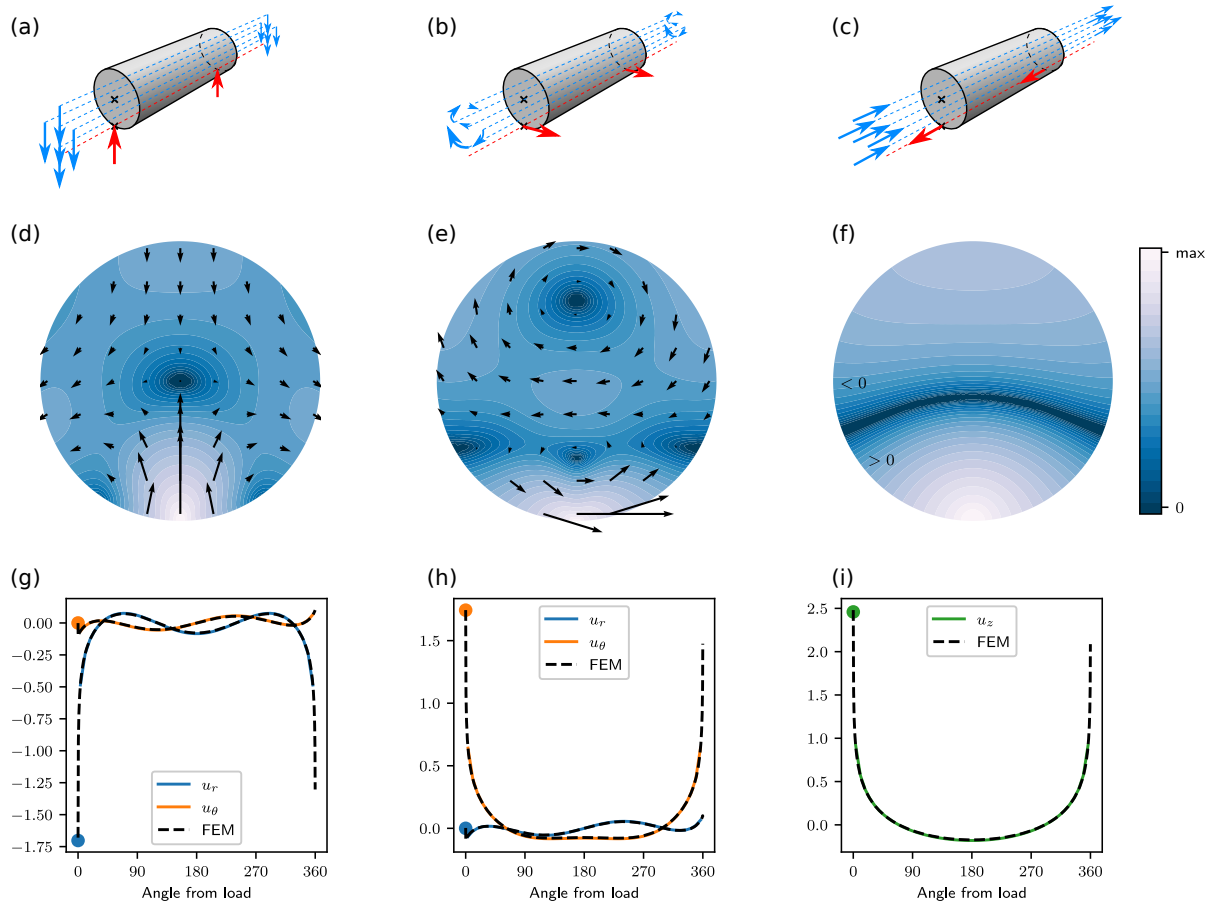 (a)
(b)
(c)
(d)
(e)
(f)
< 0
> 0
max
0
(g)
0.00
−0.25
−0.50
−0.75
−1.00
−1.25
−1.50
−1.75
u_r
u_θ
FEM
0
90
180
270
360
Angle from load
(h)
1.5
1.0
0.5
0.0
u_r
u_θ
FEM
0
90
180
270
360
Angle from load
(i)
2.5
2.0
1.5
1.0
0.5
0.0
u_z
FEM
0
90
180
270
360
Angle from load